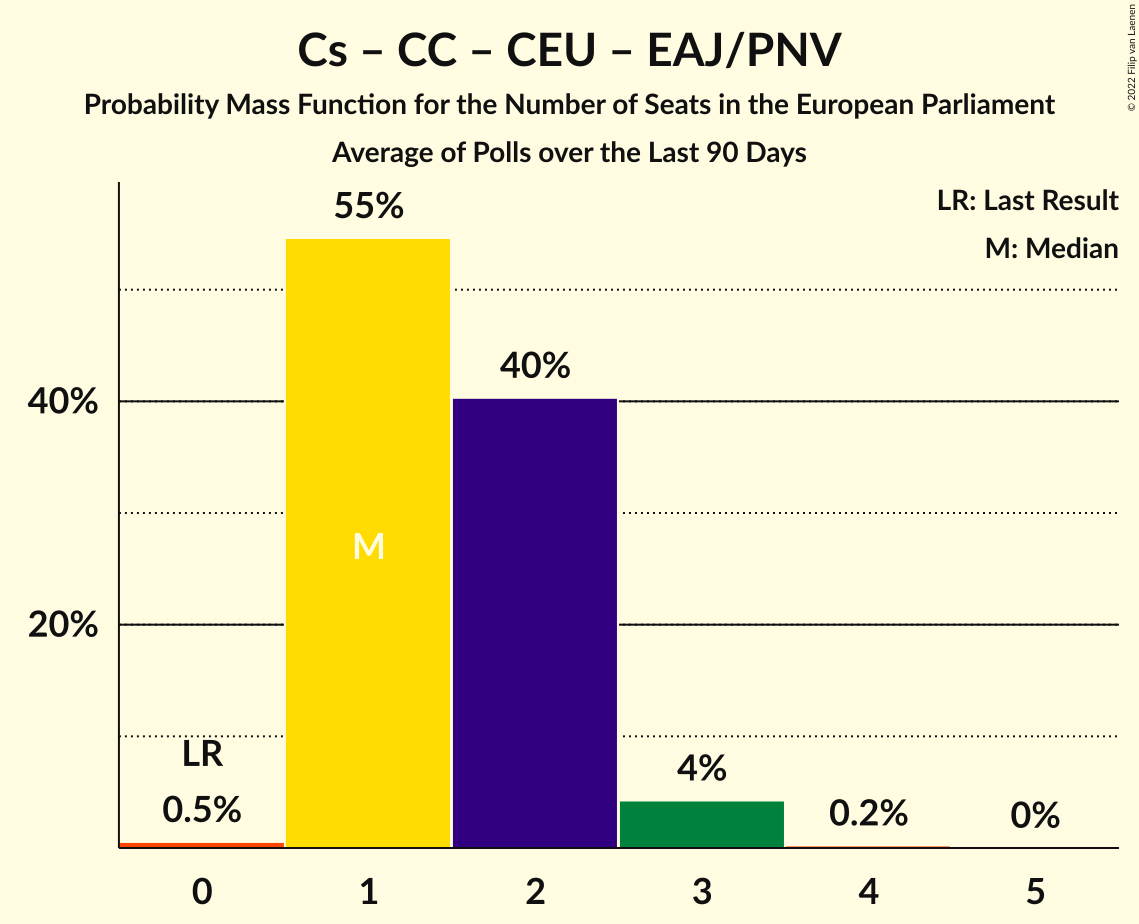 Cs – CC – CEU – EAJ/PNV
Probability Mass Function for the Number of Seats in the European Parliament
Average of Polls over the Last 90 Days
© 2022 Filip van Laenen
LR: Last Result
M: Median
55%
40%
40%
M
20%
LR
0.5%
4%
0.2%
0%
0 1 2 3 4 5